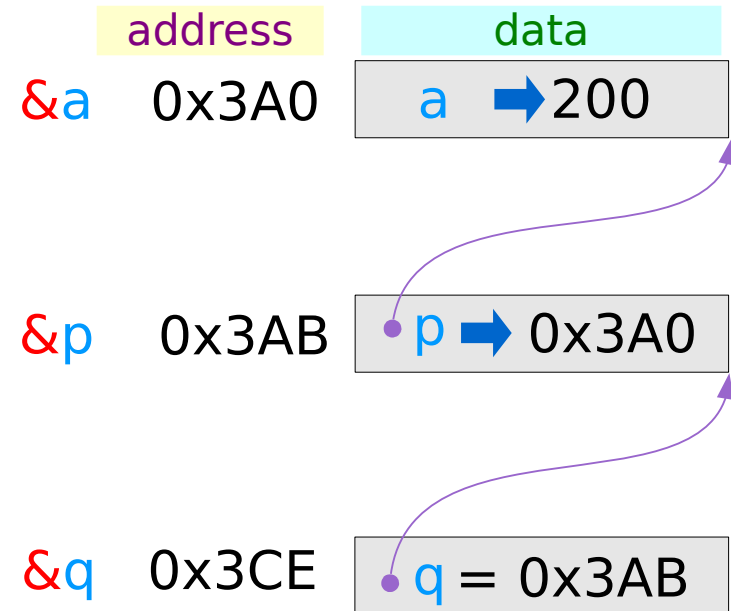 address data
&a 0x3A0 a 200
&p 0x3AB p 0x3A0
&q 0x3CE q = 0x3AB